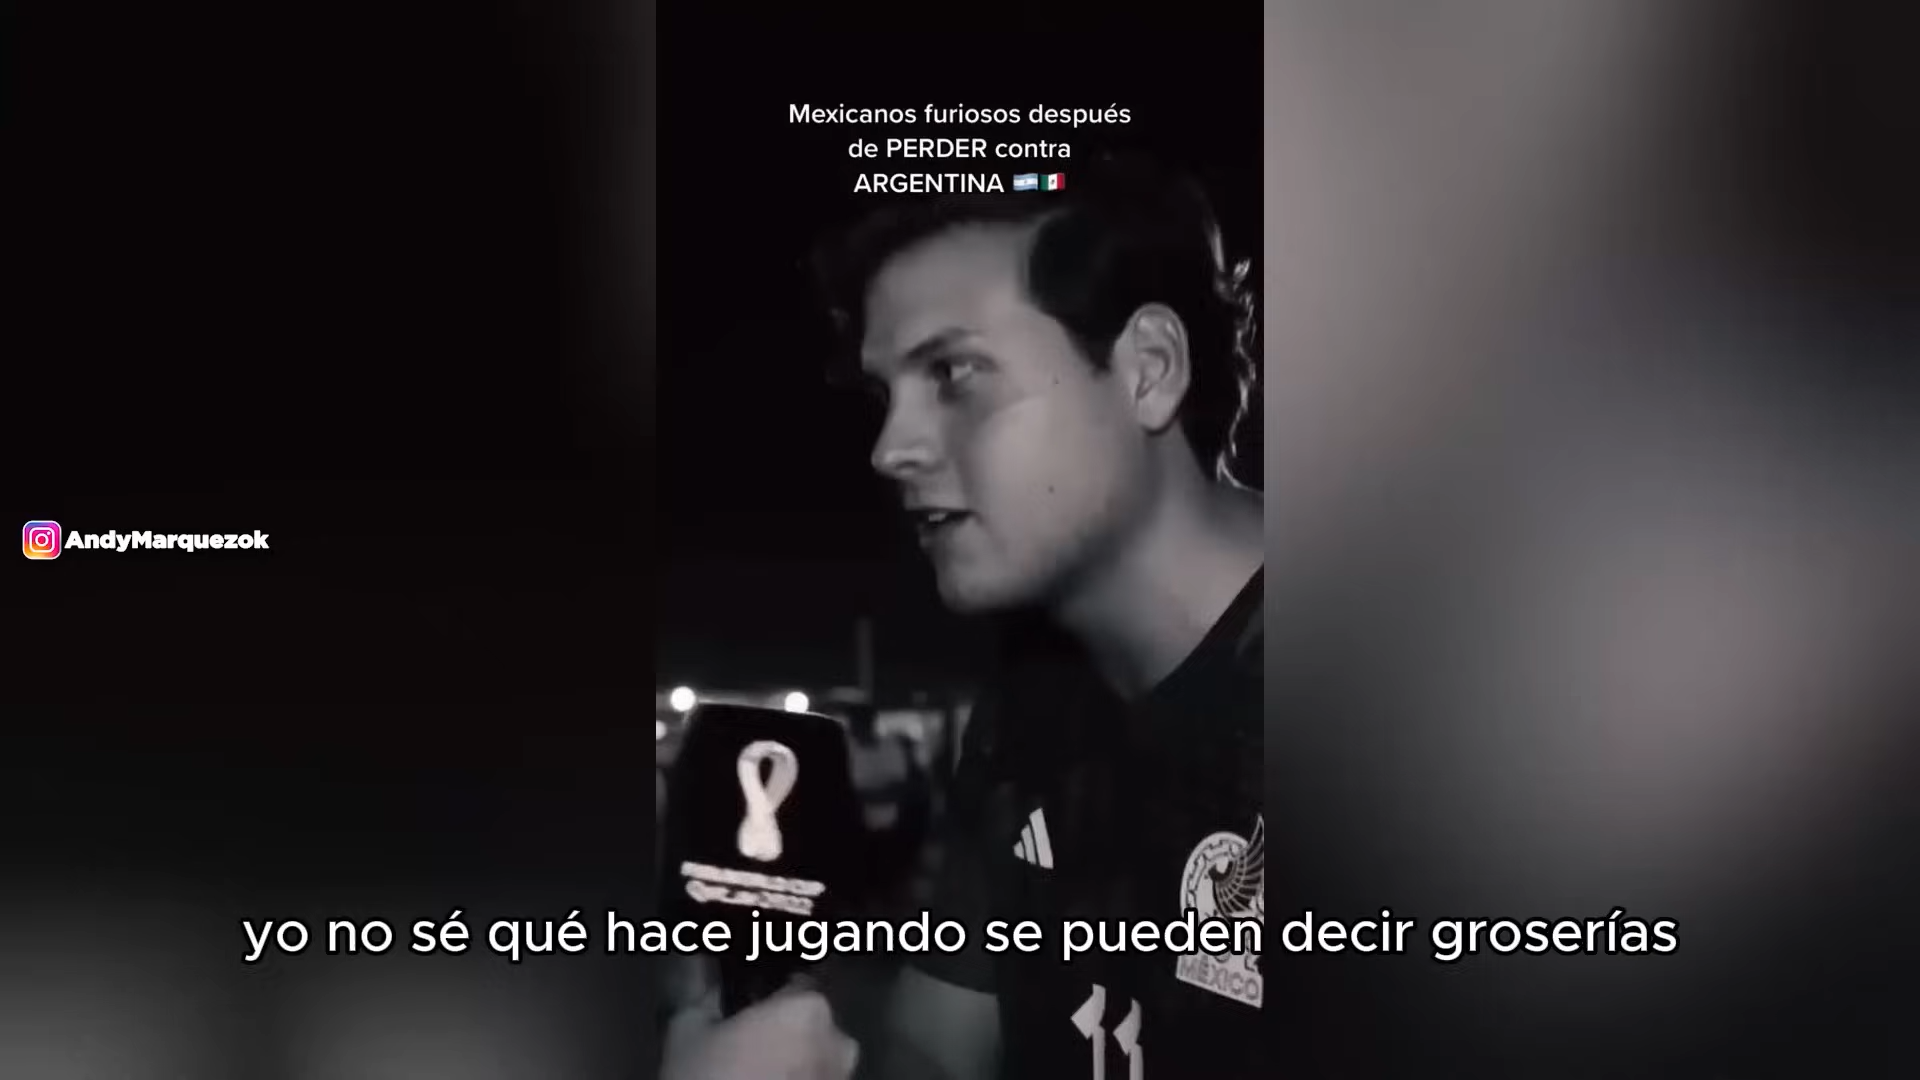 Mexicanos furiosos después
de PERDER contra
ARGENTINA 🇦🇷🇲🇽
AndyMarquezok
yo no sé qué hace jugando se pueden decir groserías
MEXICO
11